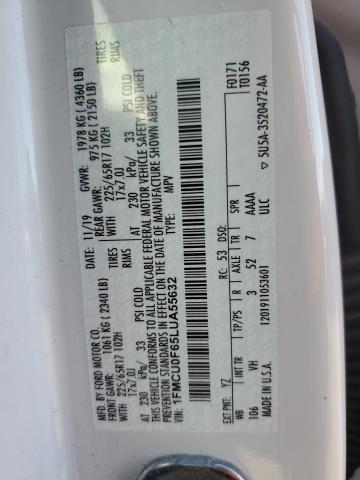 MFD. BY FORD MOTOR CO.
11/19 GVWR: 1978 KG ( 4360 LB)
FRONT GAWR: 1061 KG ( 2340 LB) REAR GAWR: 975 KG ( 2150 LB)
WITH TIRES WITH TIRES
225/65R17 102H 225/65R17 102H
17x7.0J RIMS 17x7.0J RIMS
AT 230 kPa/ 33 PSI COLD AT 230 kPa/ 33 PSI COLD
THIS VEHICLE CONFORMS TO ALL APPLICABLE FEDERAL MOTOR VEHICLE SAFETY AND THEFT
PREVENTION STANDARDS IN EFFECT ON THE DATE OF MANUFACTURE SHOWN ABOVE.
VIN: 1FMCU0F65LUA55632
TYPE: MPV
F0171
T0156
EXT PNT: YZ RC: 53 DSO:
WB INT TR TP/PS R AXLE TR SPR
106 VH 3 52 7 AAAA
MADE IN U.S.A. 1201911053601 ULC
5U5A-3520472-AA